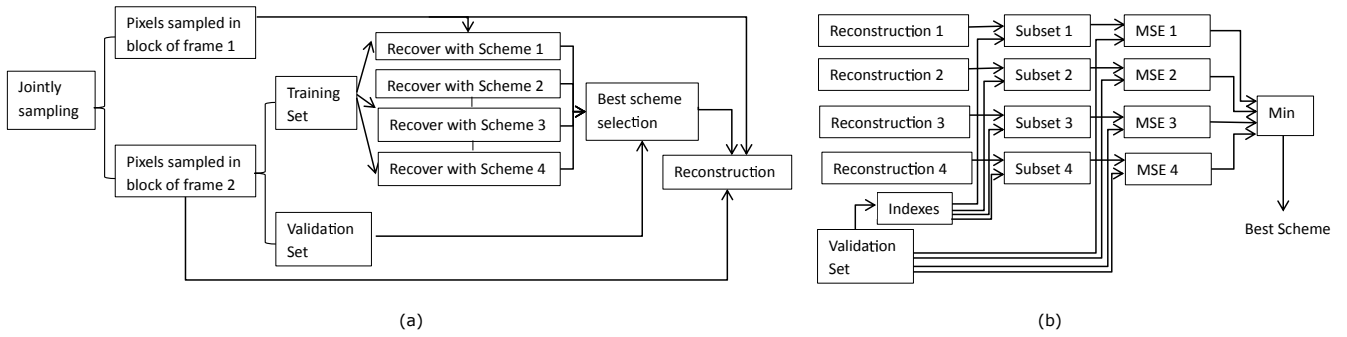 Jointly
sampling
Pixels sampled in
block of frame 1
Pixels sampled in
block of frame 2
Training
Set
Validation
Set
Recover with Scheme 1
Recover with Scheme 2
Recover with Scheme 3
Recover with Scheme 4
Best scheme
selection
Reconstruction
(a)
Reconstruction 1
Subset 1
MSE 1
Reconstruction 2
Subset 2
MSE 2
Reconstruction 3
Subset 3
MSE 3
Reconstruction 4
Subset 4
MSE 4
Indexes
Validation
Set
Min
Best Scheme
(b)